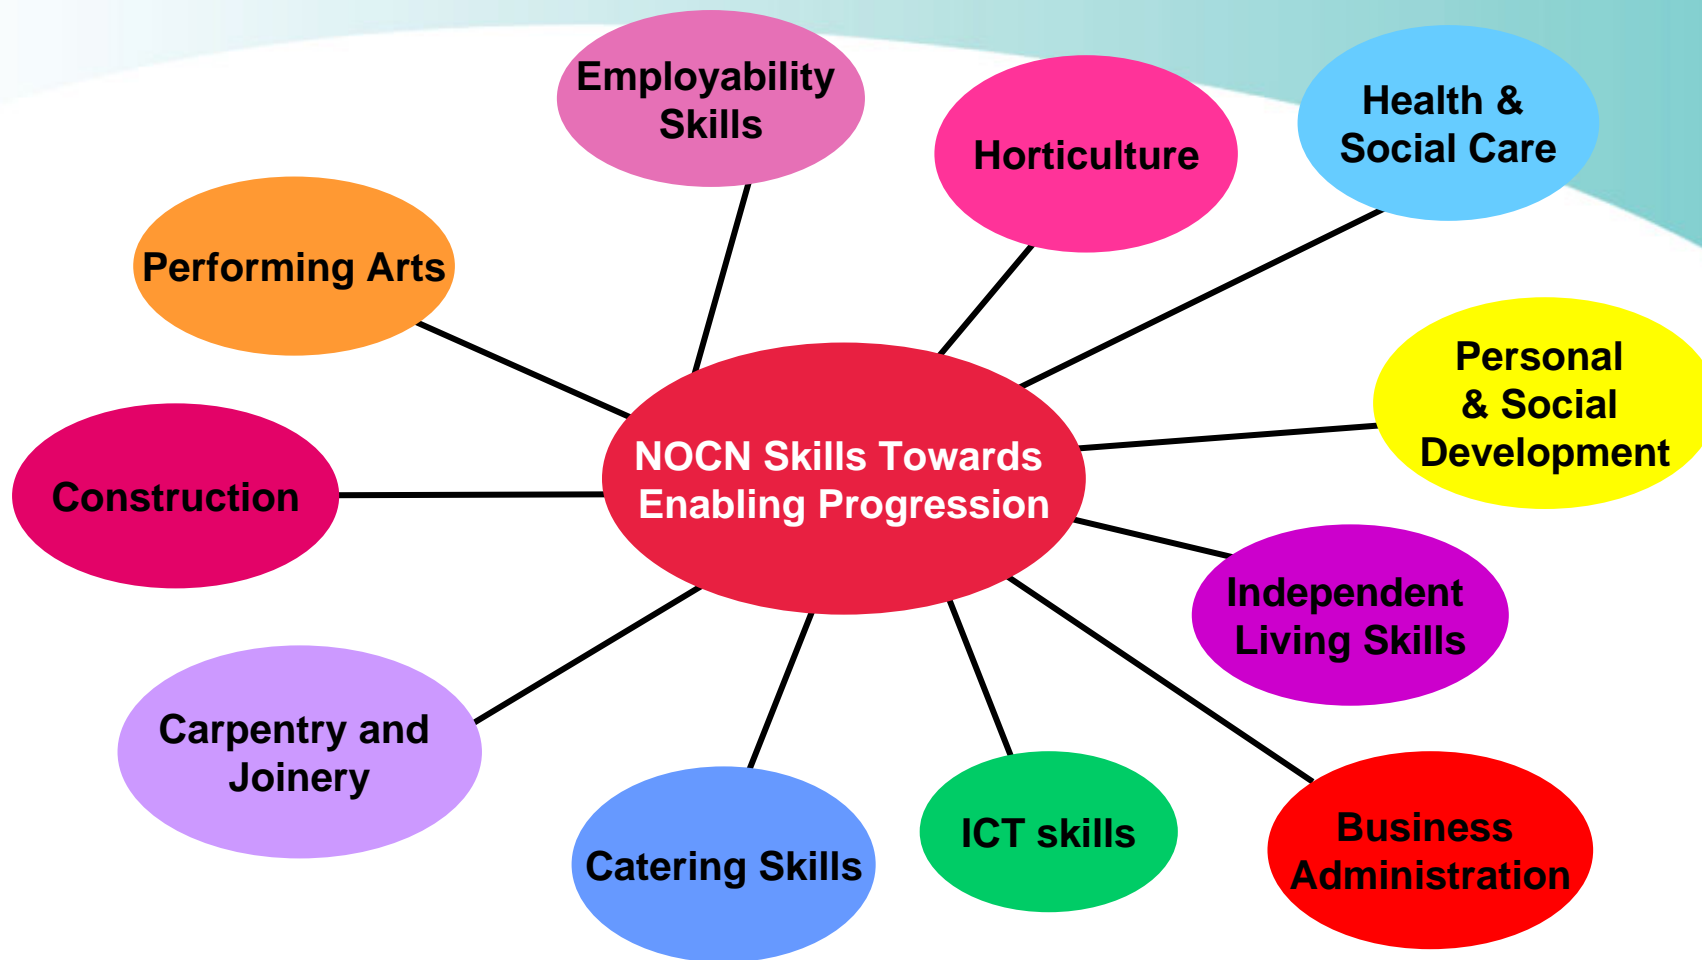 Employability
Skills
Horticulture
Health &
Social Care
Performing Arts
Personal
& Social
Development
NOCN Skills Towards
Enabling Progression
Construction
Independent
Living Skills
Carpentry and
Joinery
Catering Skills
ICT skills
Business
Administration